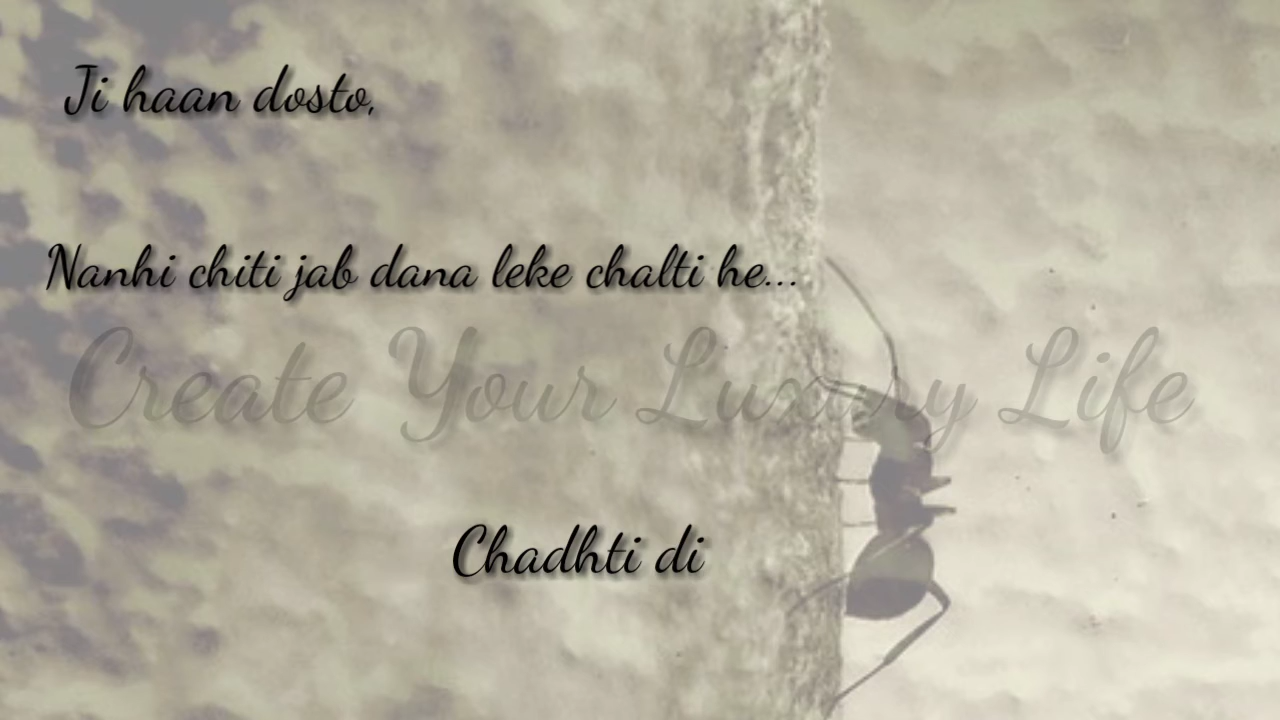 Ji haan dosto,
Nanhi chiti jab dana leke chalti he...
Create Your Luxury Life
Chadhti di